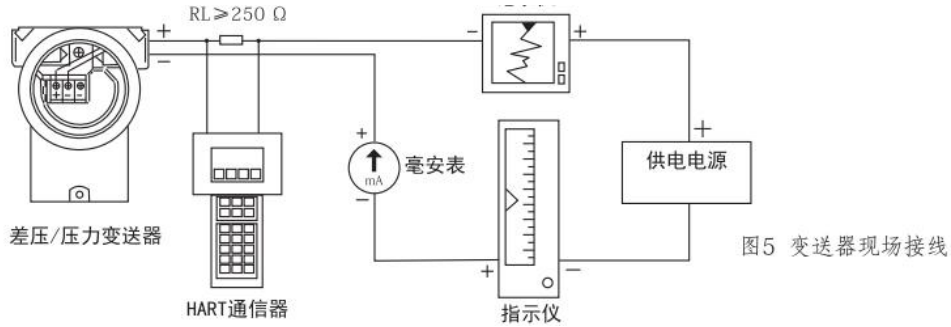 RL≥250 Ω
mA
毫安表
供电电源
差压/压力变送器
HART通信器
指示仪
图5 变送器现场接线